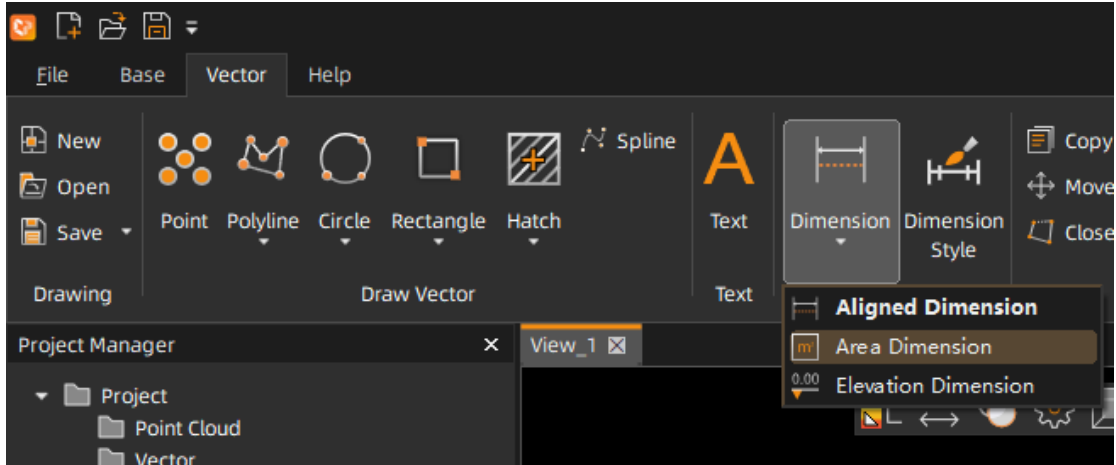 File Base Vector Help
New
Open
Save
Drawing
Point Polyline Circle Rectangle Hatch
Spline
Draw Vector
Text
Text
Dimension
Dimension
Style
Copy
Move
Close
Aligned Dimension
m²
Area Dimension
0.00
Elevation Dimension
Project Manager
View_1
Project
Point Cloud
Vector